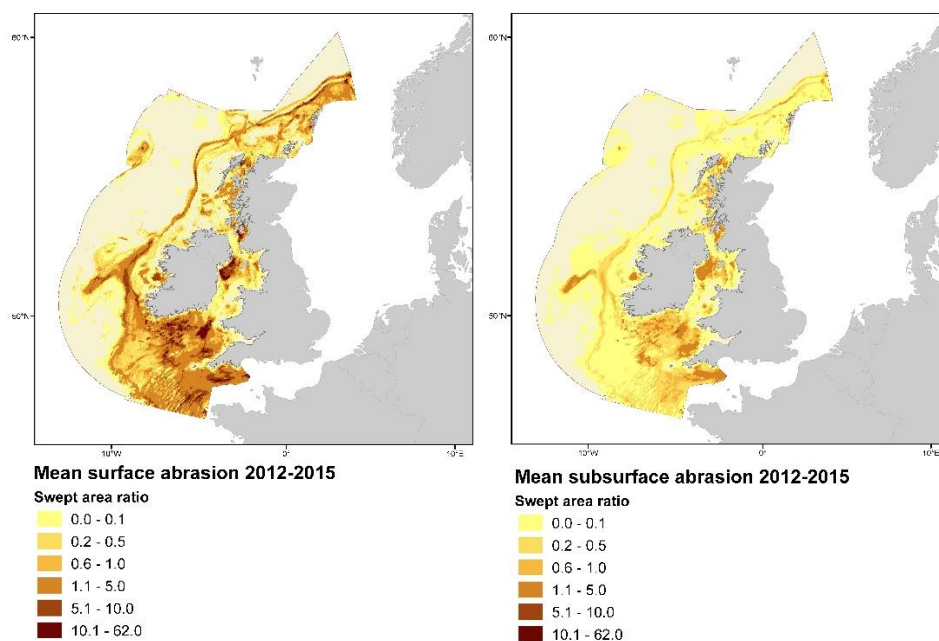 60°N
50°N
10°W
0°
10°E
Mean surface abrasion 2012-2015
Swept area ratio
0.0 - 0.1
0.2 - 0.5
0.6 - 1.0
1.1 - 5.0
5.1 - 10.0
10.1 - 62.0
60°N
50°N
10°W
0°
10°E
Mean subsurface abrasion 2012-2015
Swept area ratio
0.0 - 0.1
0.2 - 0.5
0.6 - 1.0
1.1 - 5.0
5.1 - 10.0
10.1 - 62.0